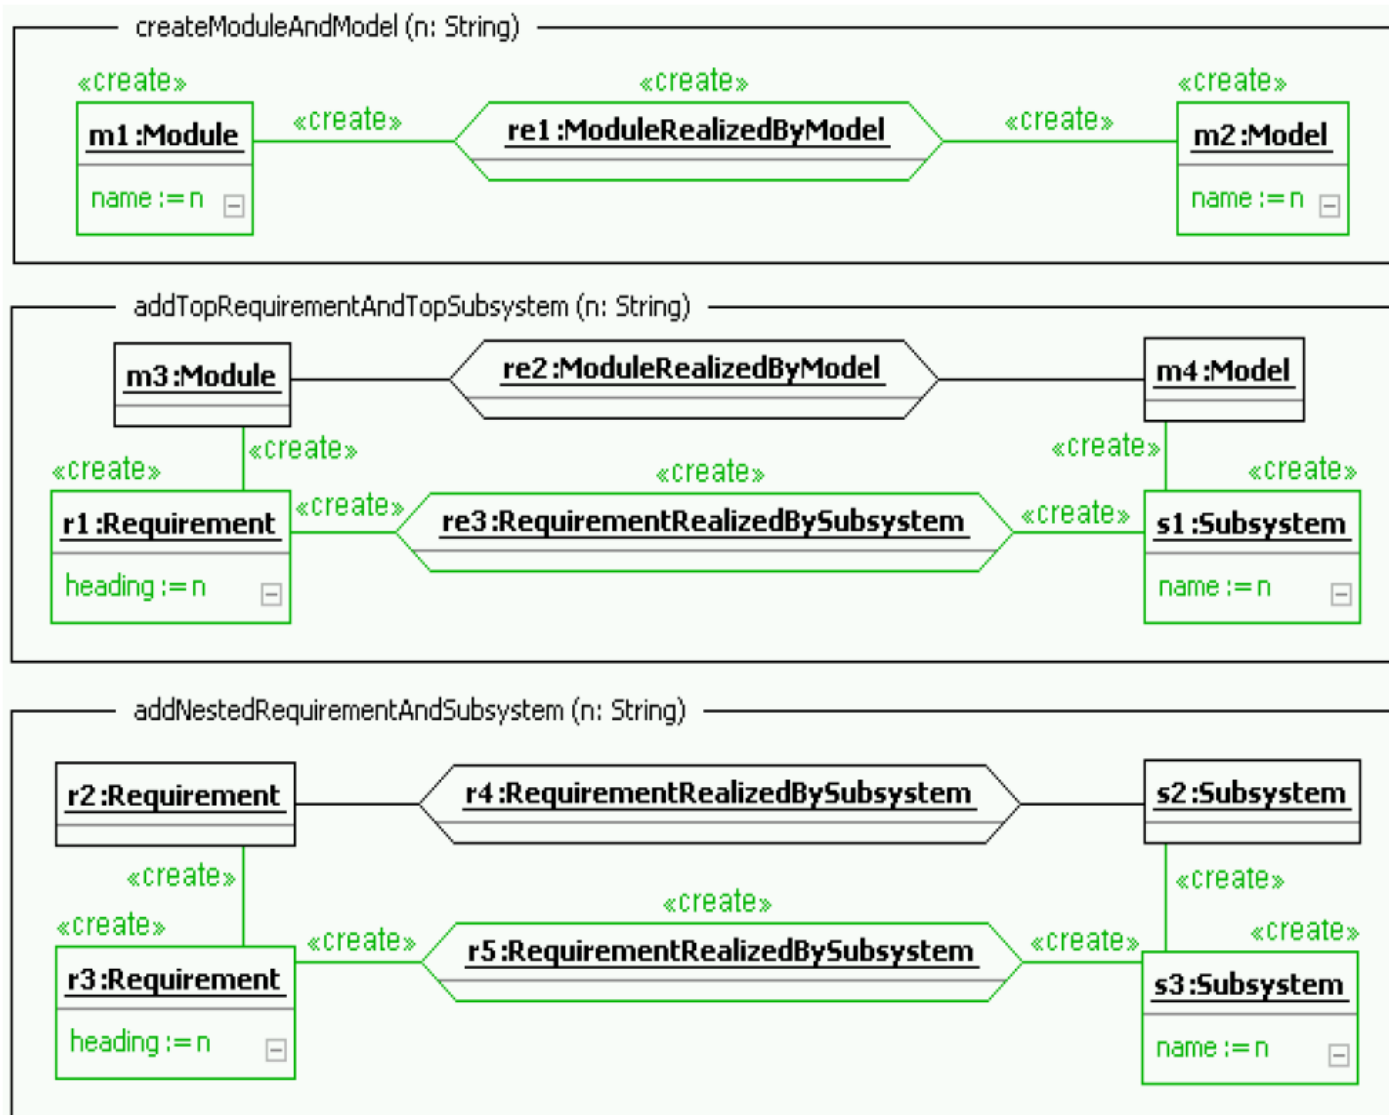 createModuleAndModel (n: String)
«create» «create» «create»
«create» «create»
m1:Module re1:ModuleRealizedByModel m2:Model
name := n name := n
addTopRequirementAndTopSubsystem (n: String)
m3:Module re2:ModuleRealizedByModel m4:Model
«create» «create»
«create» «create» «create»
«create» «create»
r1:Requirement re3:RequirementRealizedBySubsystem s1:Subsystem
heading := n name := n
addNestedRequirementAndSubsystem (n: String)
r2:Requirement r4:RequirementRealizedBySubsystem s2:Subsystem
«create» «create»
«create» «create» «create»
«create» «create»
r3:Requirement r5:RequirementRealizedBySubsystem s3:Subsystem
heading := n name := n